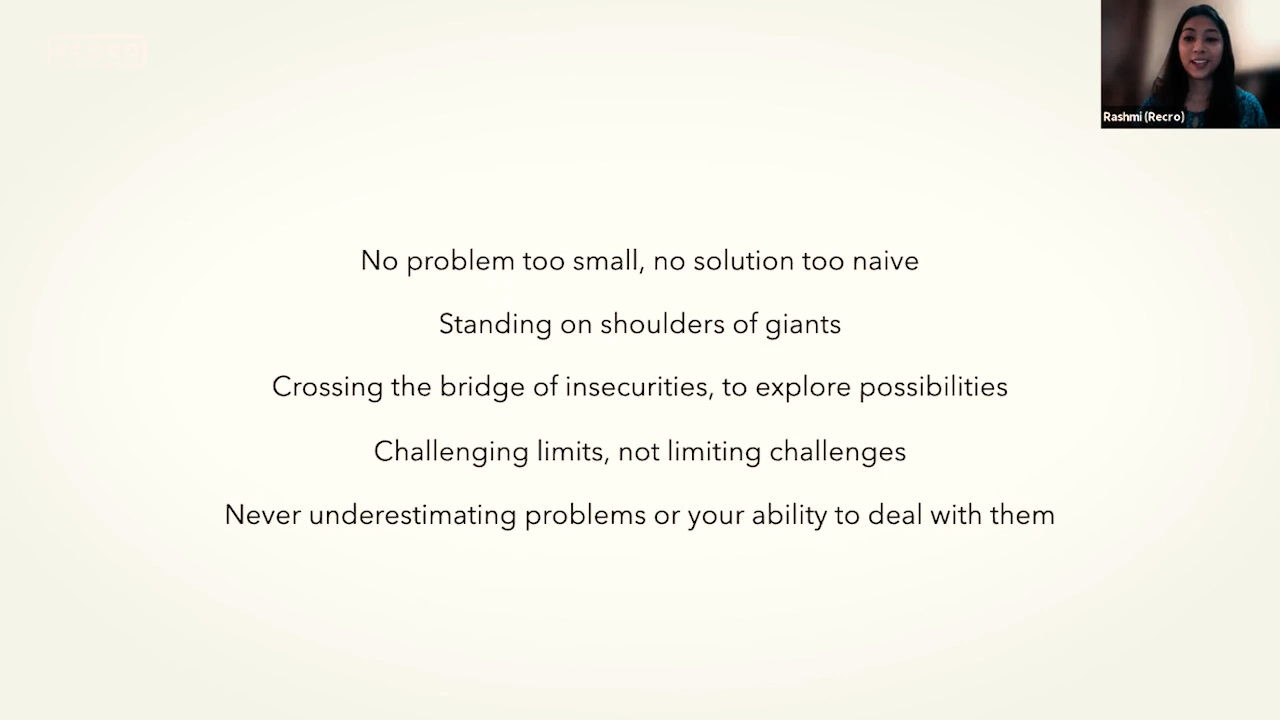 Rashmi (Recro)
No problem too small, no solution too naive
Standing on shoulders of giants
Crossing the bridge of insecurities, to explore possibilities
Challenging limits, not limiting challenges
Never underestimating problems or your ability to deal with them